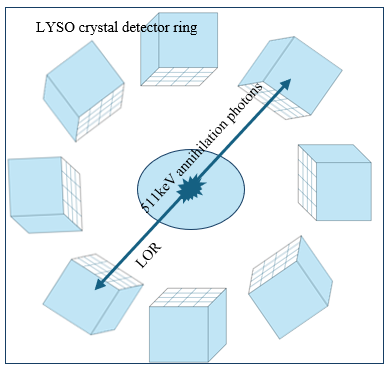 LYSO crystal detector ring
511keV annihilation photons
LOR